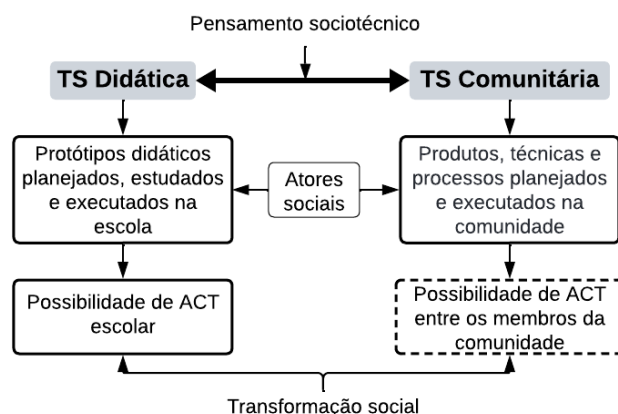 Pensamento sociotécnico
TS Didática
TS Comunitária
Protótipos didáticos
planejados, estudados
e executados na
escola
Atores
sociais
Produtos, técnicas e
processos planejados
e executados na
comunidade
Possibilidade de ACT
escolar
Possibilidade de ACT
entre os membros da
comunidade
Transformação social